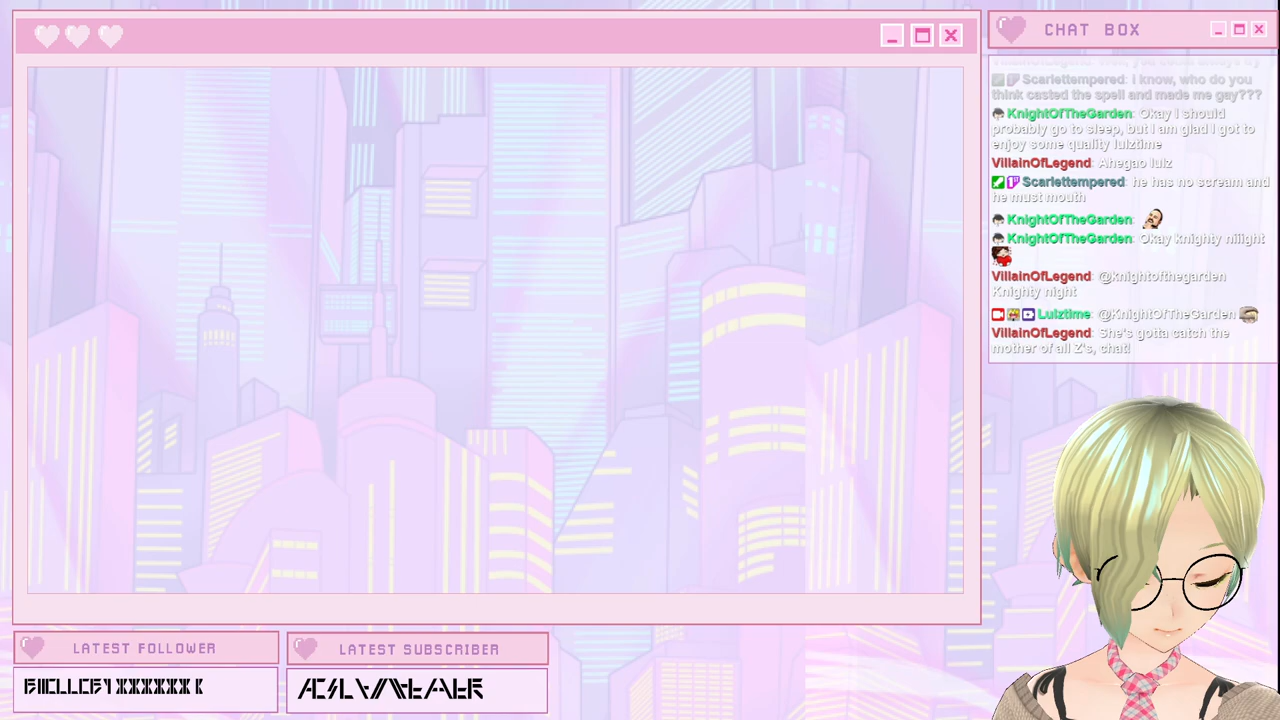 CHAT BOX
Scarlettempered: I know, who do you
think casted the spell and made me gay???
KnightOfTheGarden: Okay I should
probably go to sleep, but I am glad I got to
enjoy some quality lulztime
VillainOfLegend: Ahegao lulz
Scarlettempered: he has no scream and
he must mouth
KnightOfTheGarden:
KnightOfTheGarden: Okay knighty niiight
VillainOfLegend: @knightofthegarden
Knighty night
Lulztime: @KnightOfTheGarden
VillainOfLegend: She's gotta catch the
mother of all Z's, chat!
LATEST FOLLOWER
LATEST SUBSCRIBER